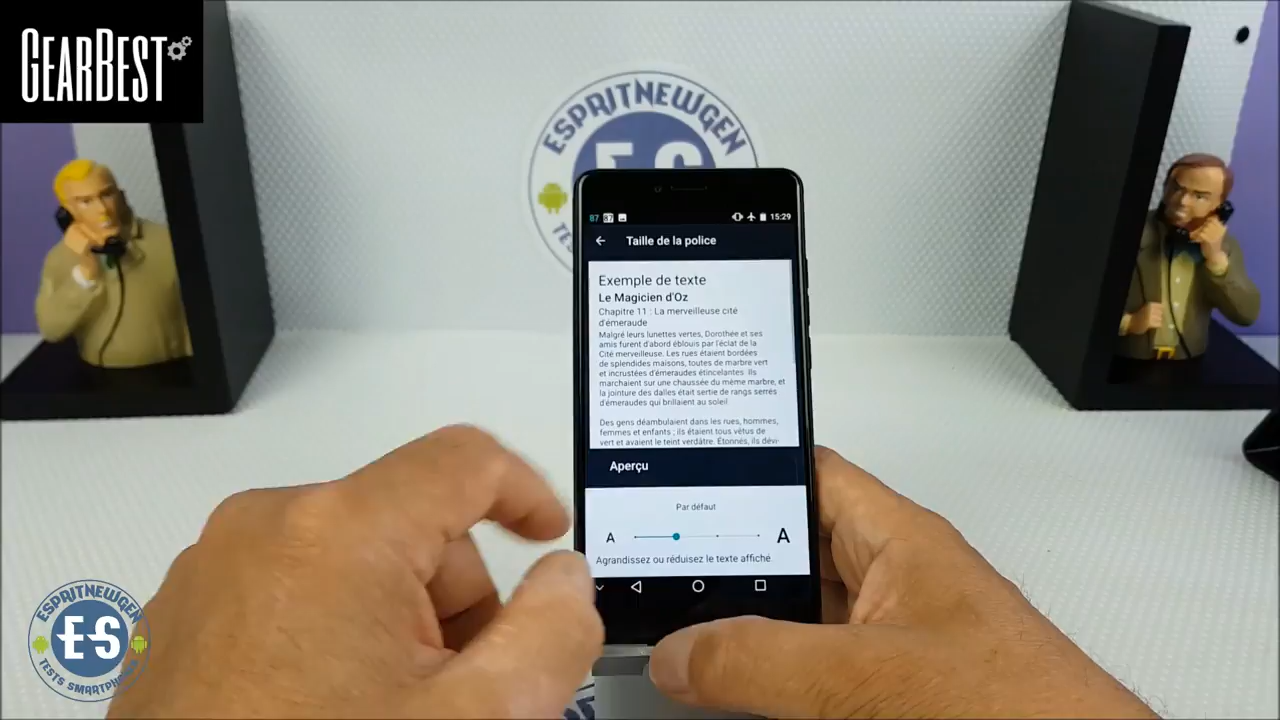 GEARBEST
ESPRITNEWGEN
ES
TESTS
87 87 15:29
Taille de la police
Exemple de texte
Le Magicien d'Oz
Chapitre 11 : La merveilleuse cité
d'émeraude
Malgré leurs lunettes vertes, Dorothée et ses
amis furent d'abord éblouis par l'éclat de la
Cité merveilleuse. Les rues étaient bordées
de splendides maisons, toutes de marbre vert
et incrustées d'émeraudes étincelantes. Ils
marchaient sur une chaussée du même marbre, et
la jointure des dalles était sertie de rangs serrés
d'émeraudes qui brillaient au soleil
Des gens déambulaient dans les rues, hommes,
femmes et enfants ; ils étaient tous vêtus de
vert et avaient le teint verdâtre. Étonnés, ils dévi-
Aperçu
Par défaut
A A
Agrandissez ou réduisez le texte affiché.
ESPRITNEWGEN
ES
TESTS SMARTPHONE